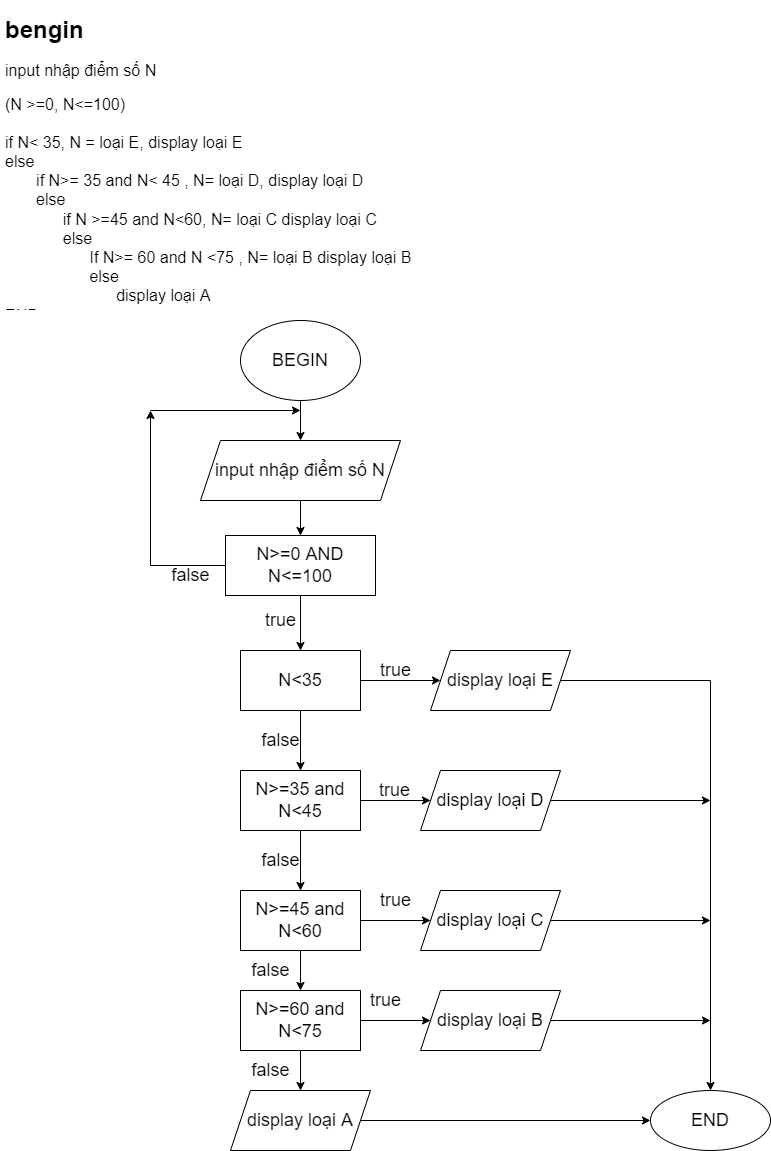 bengin
input nhập điểm số N
(N >=0, N<=100)
if N< 35, N = loại E, display loại E
else
if N>= 35 and N< 45 , N= loại D, display loại D
else
if N >=45 and N<60, N= loại C display loại C
else
If N>= 60 and N <75 , N= loại B display loại B
else
display loại A
BEGIN
input nhập điểm số N
N>=0 AND
N<=100
false
true
N<35
true
display loại E
false
N>=35 and
N<45
true
display loại D
false
N>=45 and
N<60
true
display loại C
false
N>=60 and
N<75
true
display loại B
false
display loại A
END